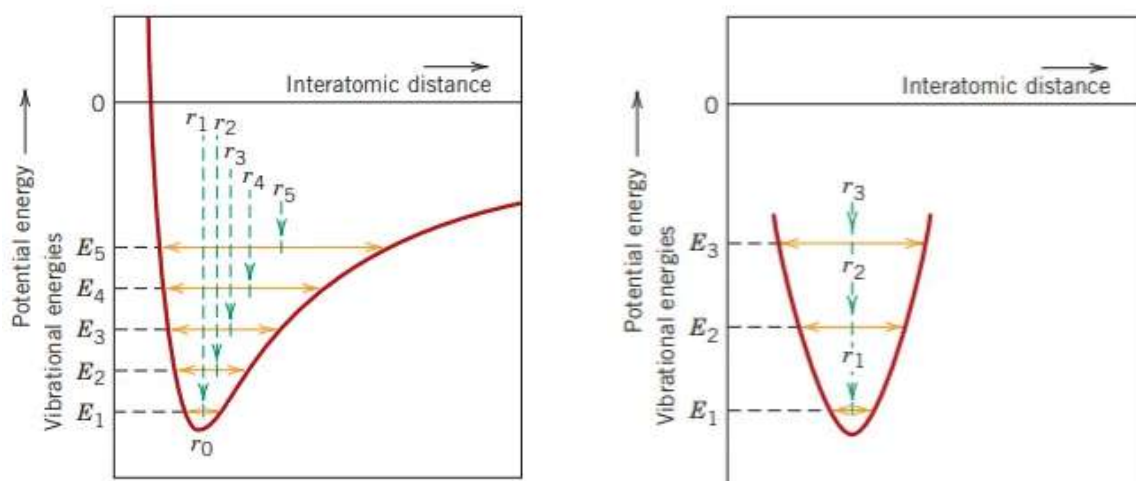 Interatomic distance
0
Potential energy
Vibrational energies
r1
r2
r3
r4
r5
E5
E4
E3
E2
E1
r0
Interatomic distance
0
Potential energy
Vibrational energies
r3
E3
r2
E2
r1
E1